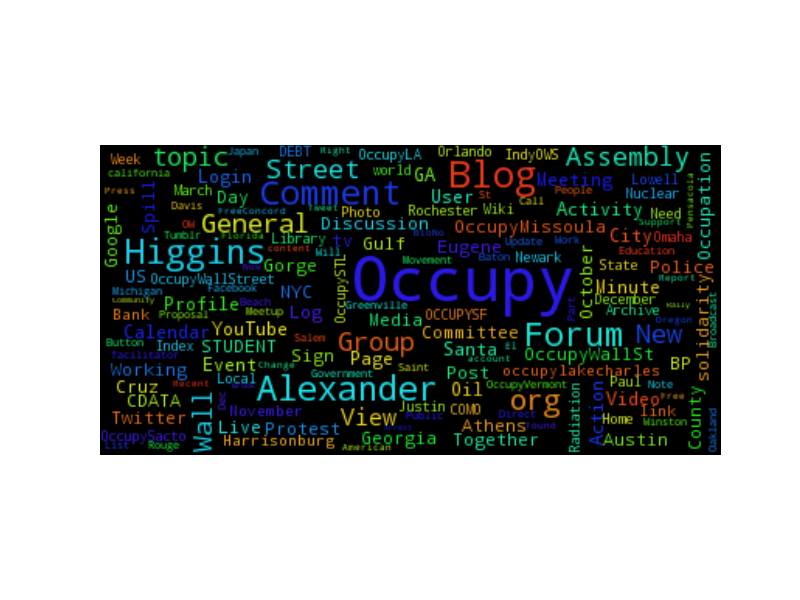 Week
topic
Japan
DEBT
Right
OccupyLA
Orlando
IndyOWS
Assembly
california
Login
Street
world
GA
Blog
Meeting
Lowell
Press
Spill
March
Day
Comment
User
St
People
Nuclear
Occupation
Pensacola
Google
Davis
FreeConcord
Tweet
Photo
Rochester
Wiki
Call
Activity
Need
Support
OW
General
Discussion
OccupyMissoula
City
Omaha
Tumblr
Florida
Library
tv
Gulf
BloNo
Eugene
Update
Work
Education
Higgins
content
Will
Movement
Baton
Newark
State
Police
US
OccupyWallStreet
Gorge
OccupySTL
Occupy
October
Minute
Report
Michigan
Facebook
NYC
December
Archive
Community
Profile
Beach
Greenville
Part
Rally
solidarity
Broadcast
Bank
Proposal
Meetup
Log
Media
OCCUPYSF
Oregon
Calendar
YouTube
Salem
Group
Committee
Forum
New
Button
Index
STUDENT
Sign
Page
Santa
account
El
OccupyWallSt
BP
facilitator
Working
Event
Change
Government
Saint
Post
occupylakecharles
Cruz
Recent
Local
Alexander
Oil
OccupyVermont
Paul
Note
CDATA
Wall
Dec
org
Action
Video
Free
County
Twitter
November
View
Justin
COMO
Direct
Radiation
Home
link
Winston
Oakland
OccupySacto
Live
Protest
Public
Athens
found
List
Rouge
Harrisonburg
American
Georgia
Together
Austin